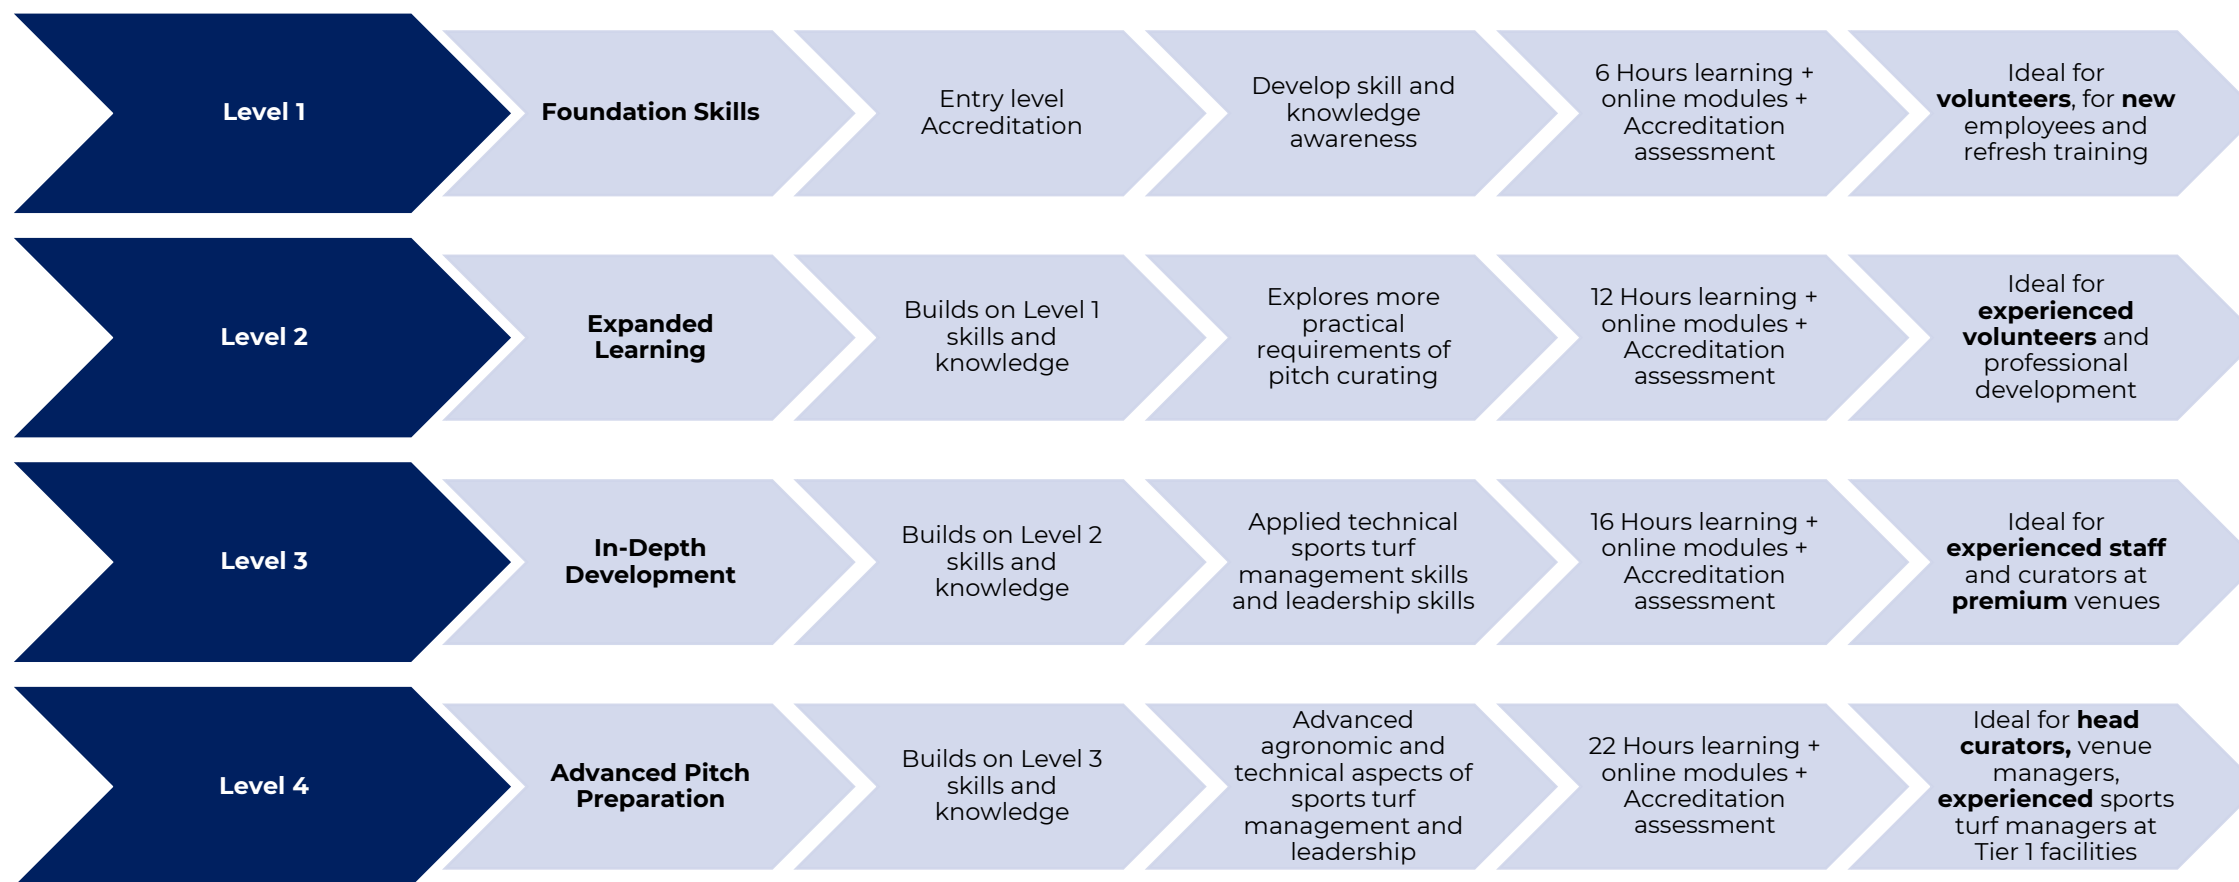 Level 1
Foundation Skills
Entry level
Accreditation
Develop skill and
knowledge
awareness
6 Hours learning +
online modules +
Accreditation
assessment
Ideal for
volunteers, for new
employees and
refresh training
Level 2
Expanded
Learning
Builds on Level 1
skills and
knowledge
Explores more
practical
requirements of
pitch curating
12 Hours learning +
online modules +
Accreditation
assessment
Ideal for
experienced
volunteers and
professional
development
Level 3
In-Depth
Development
Builds on Level 2
skills and
knowledge
Applied technical
sports turf
management skills
and leadership skills
16 Hours learning +
online modules +
Accreditation
assessment
Ideal for
experienced staff
and curators at
premium venues
Level 4
Advanced Pitch
Preparation
Builds on Level 3
skills and
knowledge
Advanced
agronomic and
technical aspects of
sports turf
management and
leadership
22 Hours learning +
online modules +
Accreditation
assessment
Ideal for head
curators, venue
managers,
experienced sports
turf managers at
Tier 1 facilities